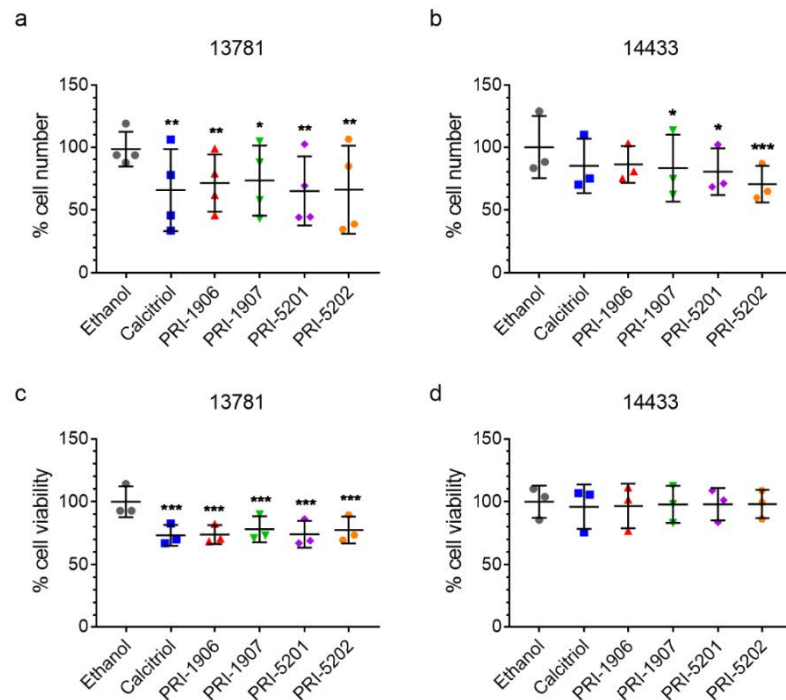 a
13781
% cell number
150
100
50
0
** ** * ** **
Ethanol
Calcitriol
PRI-1906
PRI-1907
PRI-5201
PRI-5202
b
14433
% cell number
150
100
50
0
* * ***
Ethanol
Calcitriol
PRI-1906
PRI-1907
PRI-5201
PRI-5202
c
13781
% cell viability
150
100
50
0
*** *** *** *** ***
Ethanol
Calcitriol
PRI-1906
PRI-1907
PRI-5201
PRI-5202
d
14433
% cell viability
150
100
50
0
Ethanol
Calcitriol
PRI-1906
PRI-1907
PRI-5201
PRI-5202